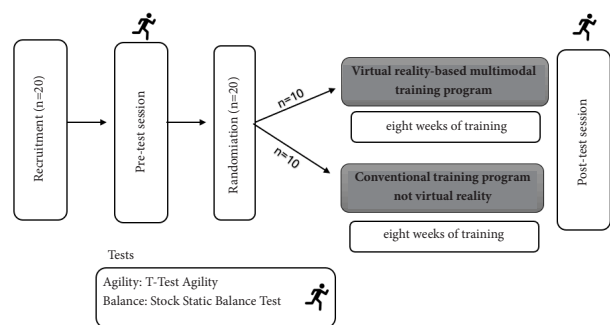 Recruitment (n=20)
Pre-test session
Randomiation (n=20)
n=10
n=10
Virtual reality-based multimodal
training program
eight weeks of training
Conventional training program
not virtual reality
eight weeks of training
Post-test session
Tests
Agility: T-Test Agility
Balance: Stock Static Balance Test